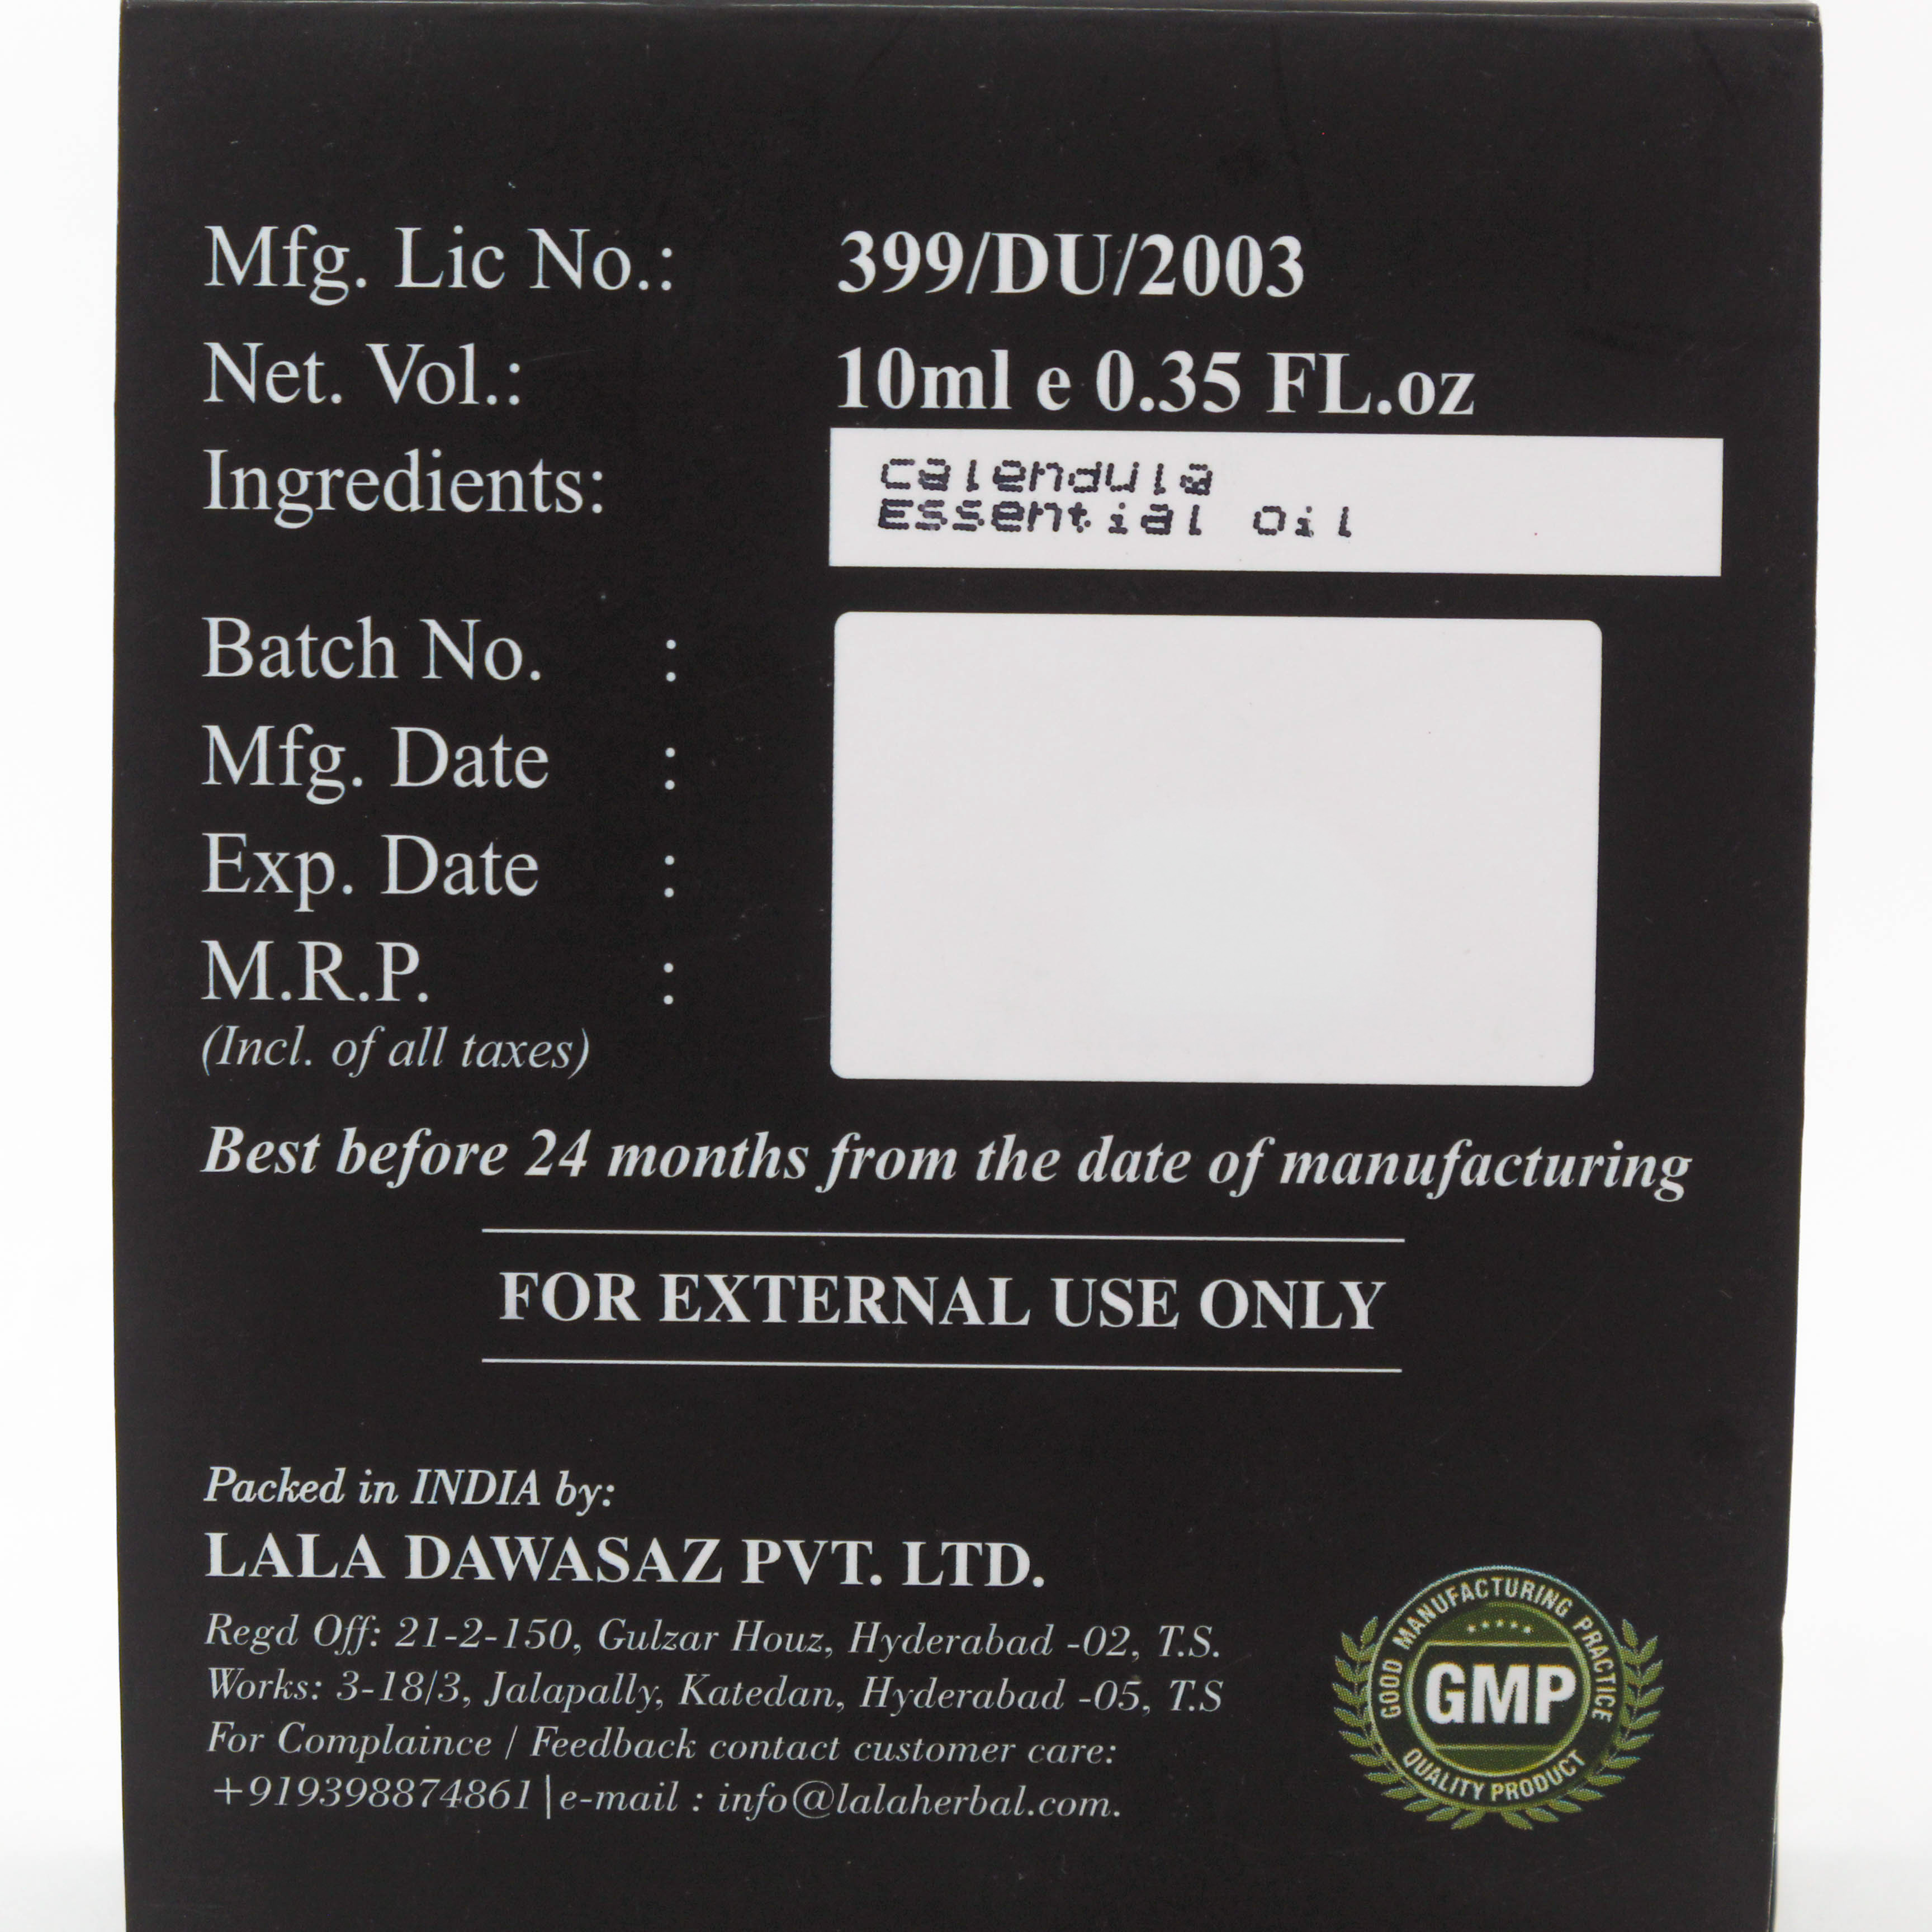 Mfg. Lic No.: 399/DU/2003
Net. Vol.: 10ml e 0.35 FL.oz
Ingredients: Calendula
Essential Oil
Batch No. :
Mfg. Date :
Exp. Date :
M.R.P. :
(Incl. of all taxes)
Best before 24 months from the date of manufacturing
FOR EXTERNAL USE ONLY
Packed in INDIA by:
LALA DAWASAZ PVT. LTD.
Regd Off: 21-2-150, Gulzar Houz, Hyderabad -02, T.S.
Works: 3-18/3, Jalapally, Katedan, Hyderabad -05, T.S
For Complaince / Feedback contact customer care:
+919398874861|e-mail : info@lalaherbal.com.
GOOD MANUFACTURING PRACTICE
GMP
QUALITY PRODUCT